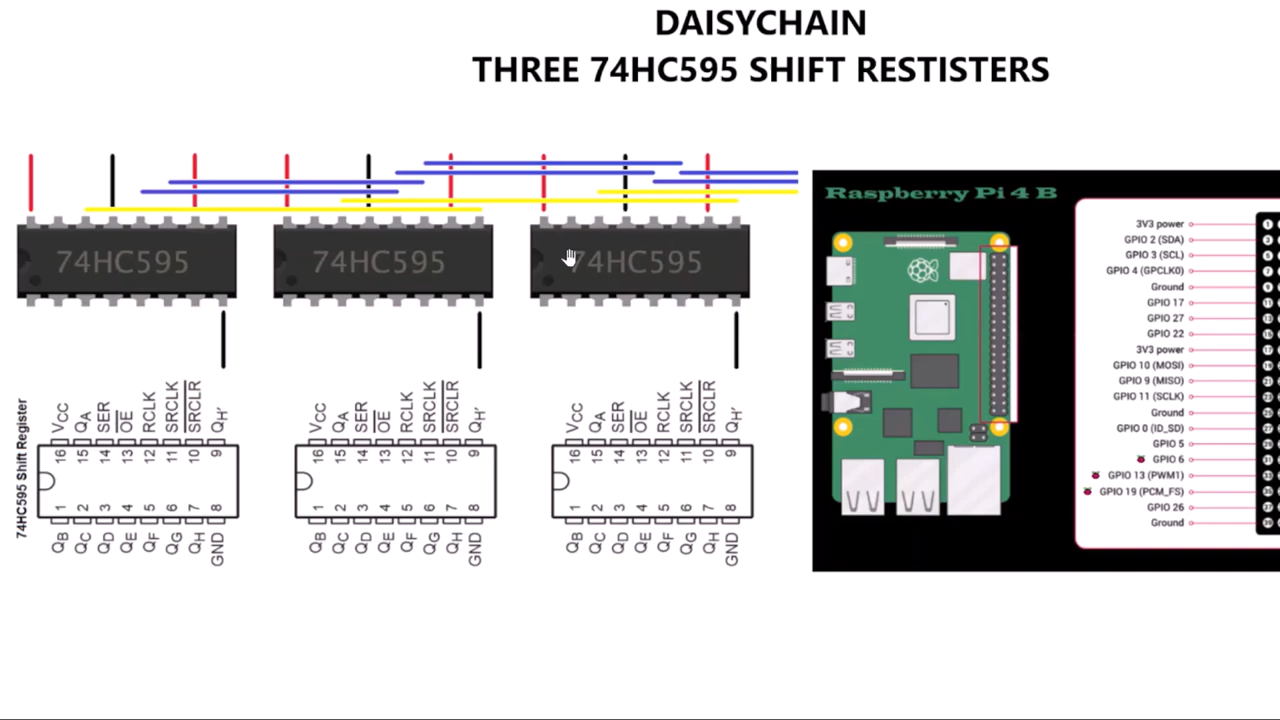 DAISYCHAIN
THREE 74HC595 SHIFT RESTISTERS
74HC595
74HC595
74HC595
Raspberry Pi 4 B
3V3 power 1
GPIO 2 (SDA) 3
GPIO 3 (SCL) 5
GPIO 4 (GPCLK0) 7
Ground 9
GPIO 17
GPIO 27
GPIO 22
3V3 power
GPIO 10 (MOSI)
GPIO 9 (MISO)
GPIO 11 (SCLK)
Ground
GPIO 0 (ID_SD)
GPIO 5
GPIO 6
GPIO 13 (PWM1)
GPIO 19 (PCM_FS)
GPIO 26
Ground
74HC595 Shift Register
VCC QA SER OE RCLK SRCLK SRCLR QH'
16 15 14 13 12 11 10 9
1 2 3 4 5 6 7 8
QB QC QD QE QF QG QH GND
VCC QA SER OE RCLK SRCLK SRCLR QH'
16 15 14 13 12 11 10 9
1 2 3 4 5 6 7 8
QB QC QD QE QF QG QH GND
VCC QA SER OE RCLK SRCLK SRCLR QH'
16 15 14 13 12 11 10 9
1 2 3 4 5 6 7 8
QB QC QD QE QF QG QH GND